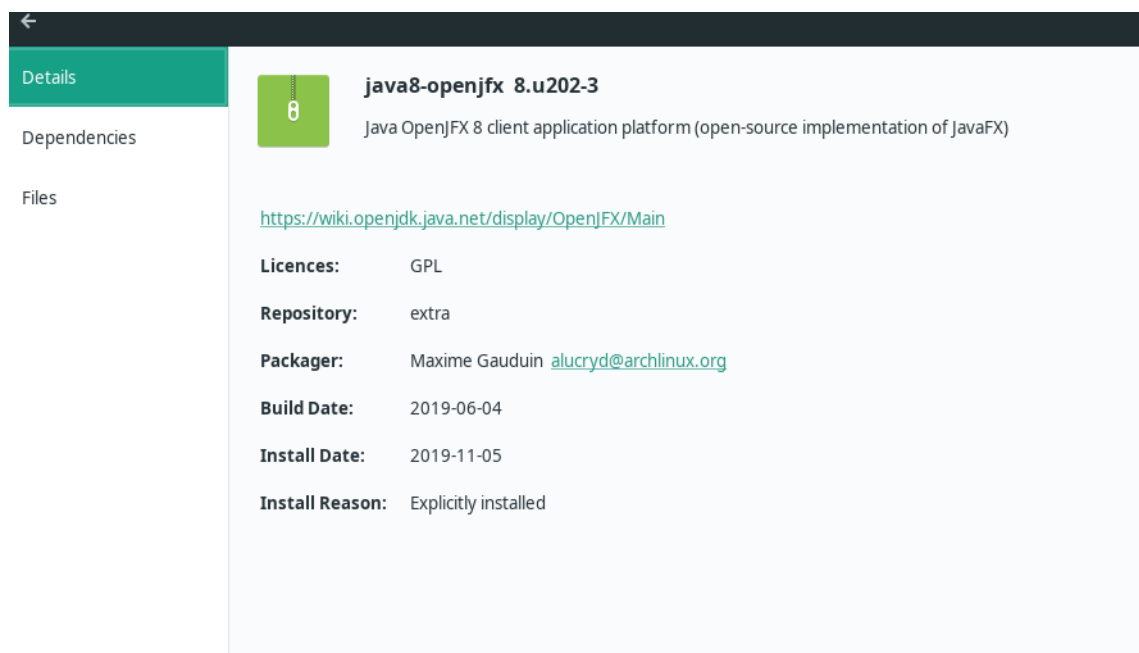 Details
Dependencies
Files
java8-openjfx 8.u202-3
Java OpenJFX 8 client application platform (open-source implementation of JavaFX)
https://wiki.openjdk.java.net/display/OpenJFX/Main
Licences: GPL
Repository: extra
Packager: Maxime Gauduin alucryd@archlinux.org
Build Date: 2019-06-04
Install Date: 2019-11-05
Install Reason: Explicitly installed